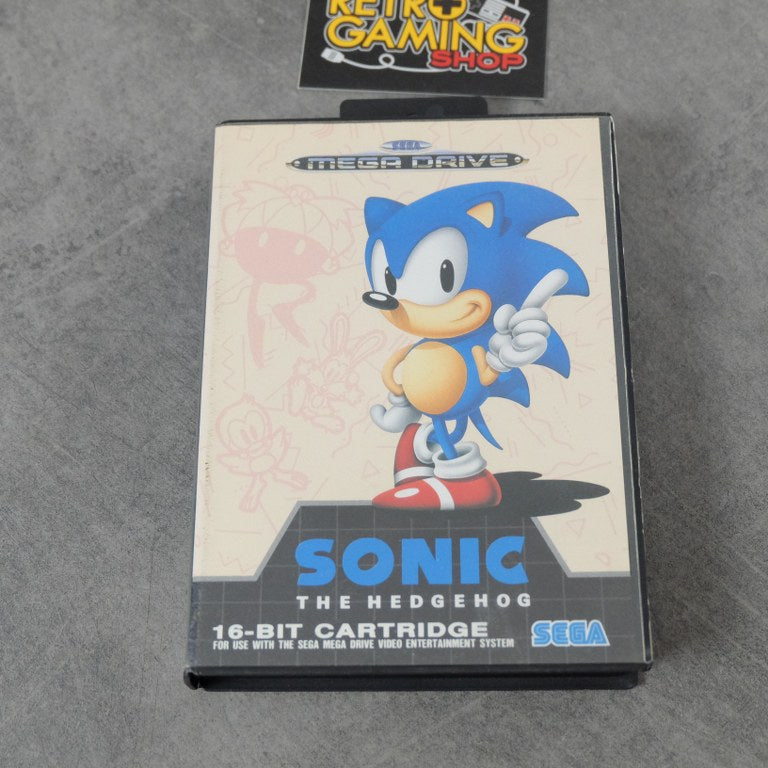 RETRO
GAMING
SHOP
SEGA
MEGA DRIVE
SONIC
THE HEDGEHOG
16-BIT CARTRIDGE
SEGA
FOR USE WITH THE SEGA MEGA DRIVE VIDEO ENTERTAINMENT SYSTEM